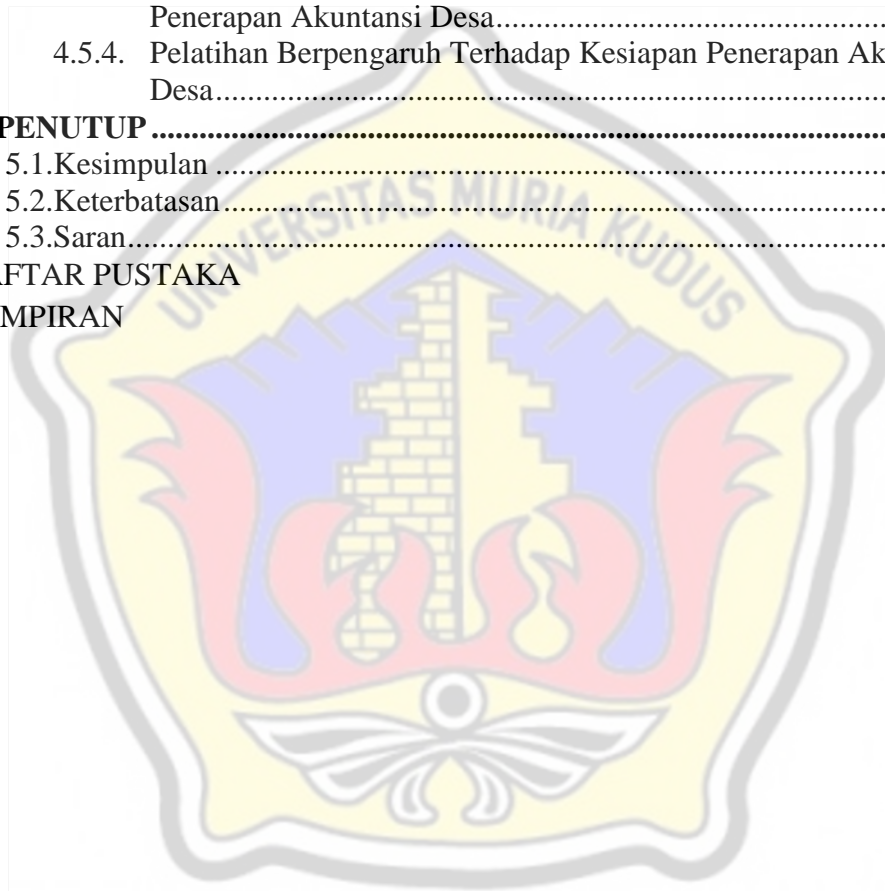 Penerapan Akuntansi Desa
4.5.4. Pelatihan Berpengaruh Terhadap Kesiapan Penerapan Ak
Desa
PENUTUP
5.1.Kesimpulan
5.2.Keterbatasan
5.3.Saran
AFTAR PUSTAKA
MPIRAN
UNIVERSITAS MURIA KUDUS